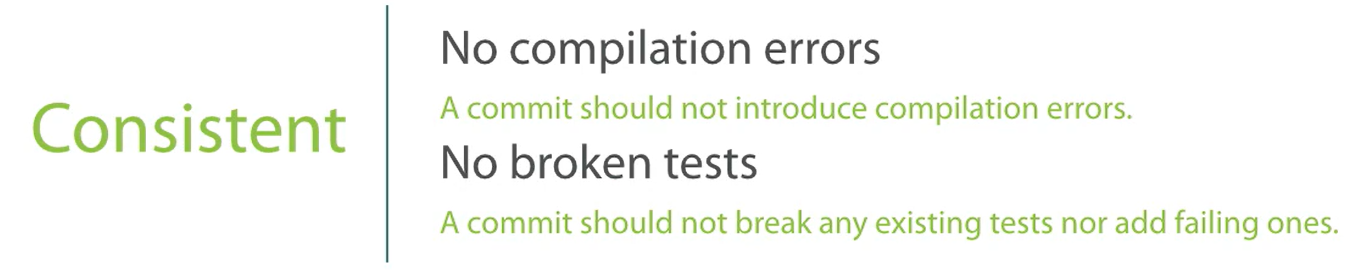 Consistent
No compilation errors
A commit should not introduce compilation errors.
No broken tests
A commit should not break any existing tests nor add failing ones.